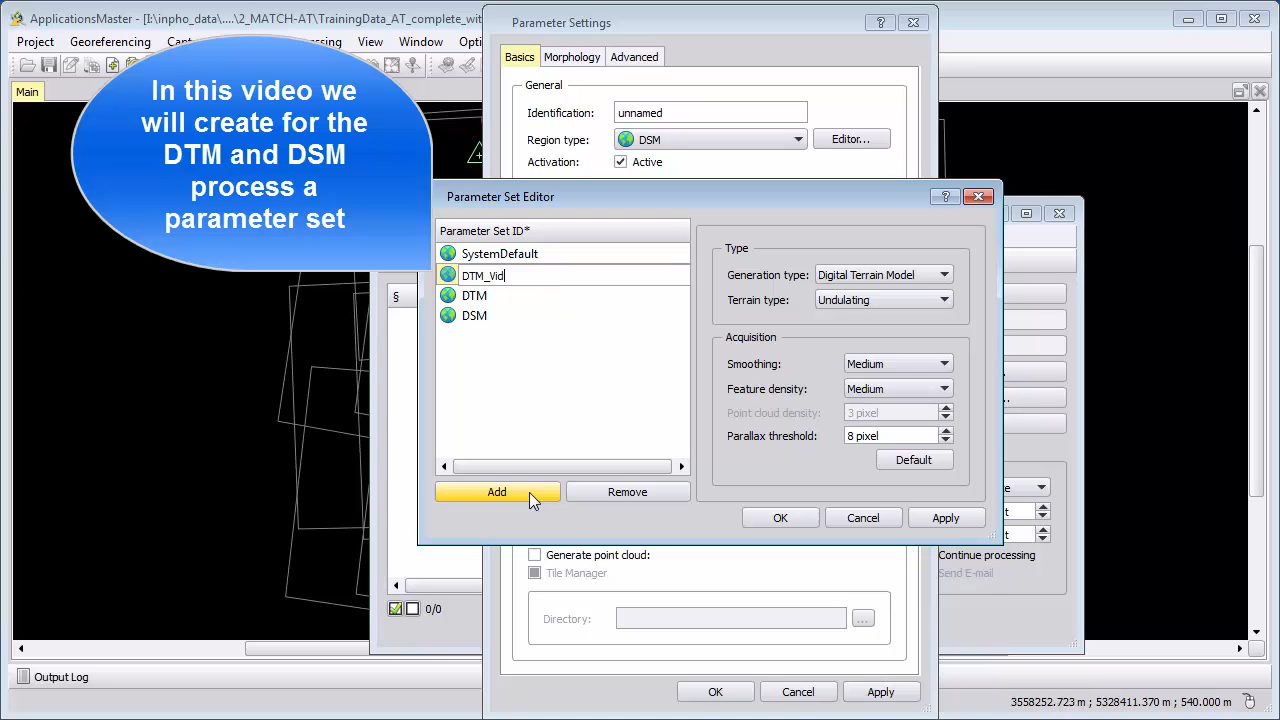 ApplicationsMaster - [I:\inpho_data\....\2_MATCH-AT\TrainingData_AT_complete_wit
Project
Georeferencing
View
Window
Main
In this video we
will create for the
DTM and DSM
process a
parameter set
Parameter Settings
Basics
Morphology
Advanced
General
Identification:
unnamed
Region type:
DSM
Editor...
Activation:
Active
Parameter Set Editor
Parameter Set ID*
SystemDefault
DTM_Vid
DTM
DSM
Add
Remove
Type
Generation type:
Digital Terrain Model
Terrain type:
Undulating
Acquisition
Smoothing:
Medium
Feature density:
Medium
Point cloud density:
3 pixel
Parallax threshold:
8 pixel
Default
OK
Cancel
Apply
§
0/0
Generate point cloud:
Tile Manager
Directory:
...
Continue processing
Send E-mail
OK
Cancel
Apply
Output Log
3558252.723 m ; 5328411.370 m ; 540.000 m